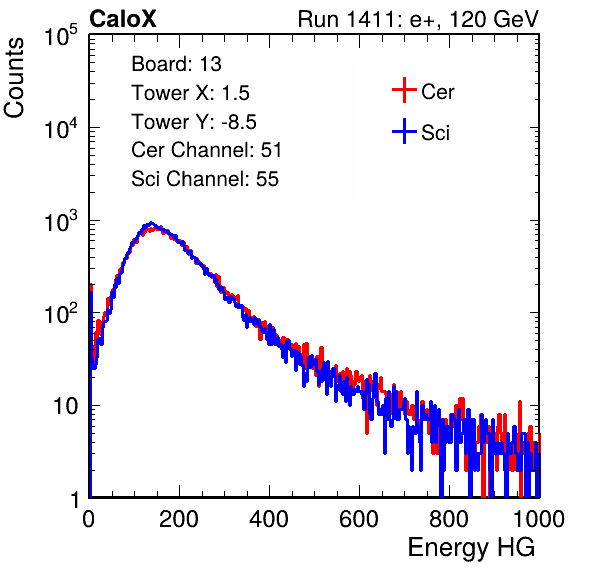 CaloX Run 1411: e+, 120 GeV
Board: 13
Tower X: 1.5
Tower Y: -8.5
Cer Channel: 51
Sci Channel: 55
Cer
Sci
Counts
10^5
10^4
10^3
10^2
10
1
0 200 400 600 800 1000
Energy HG